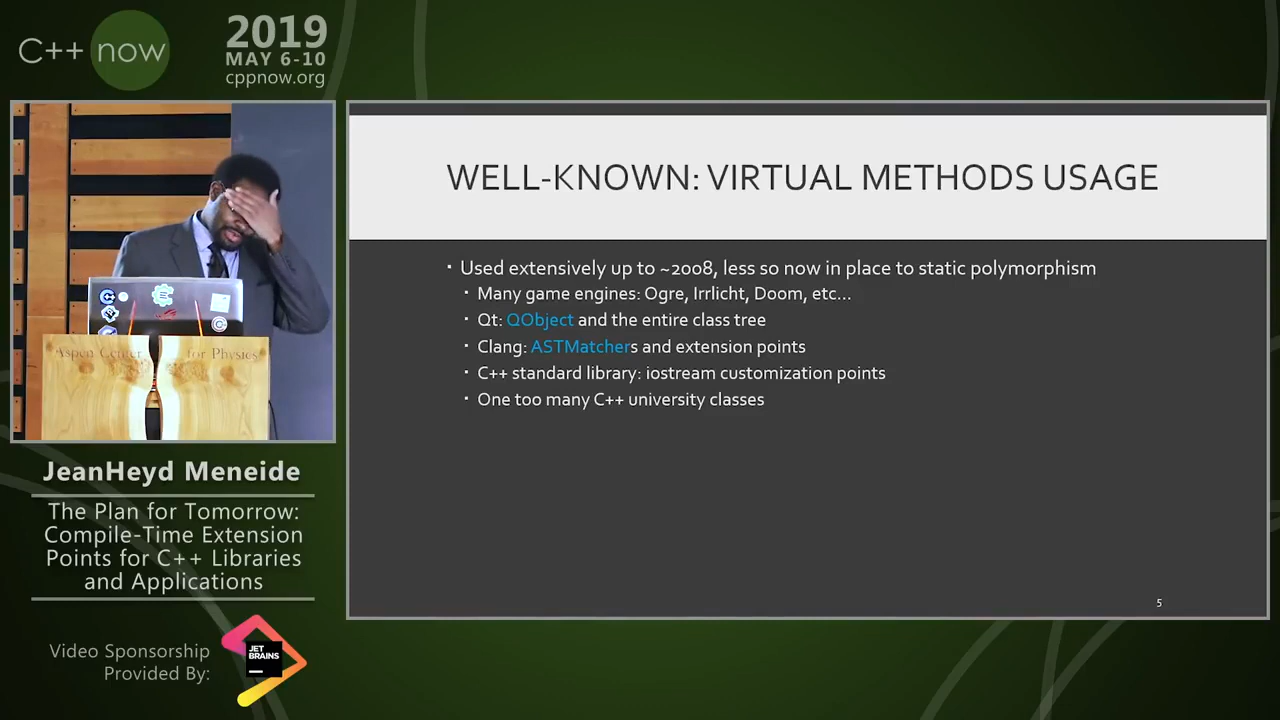 C++ now
2019
MAY 6-10
cppnow.org
Aspen Center for Physics
JeanHeyd Meneide
The Plan for Tomorrow:
Compile-Time Extension
Points for C++ Libraries
and Applications
Video Sponsorship
Provided By:
JET
BRAINS
WELL-KNOWN: VIRTUAL METHODS USAGE
▪ Used extensively up to ~2008, less so now in place to static polymorphism
▪ Many game engines: Ogre, Irrlicht, Doom, etc…
▪ Qt: QObject and the entire class tree
▪ Clang: ASTMatchers and extension points
▪ C++ standard library: iostream customization points
▪ One too many C++ university classes
5